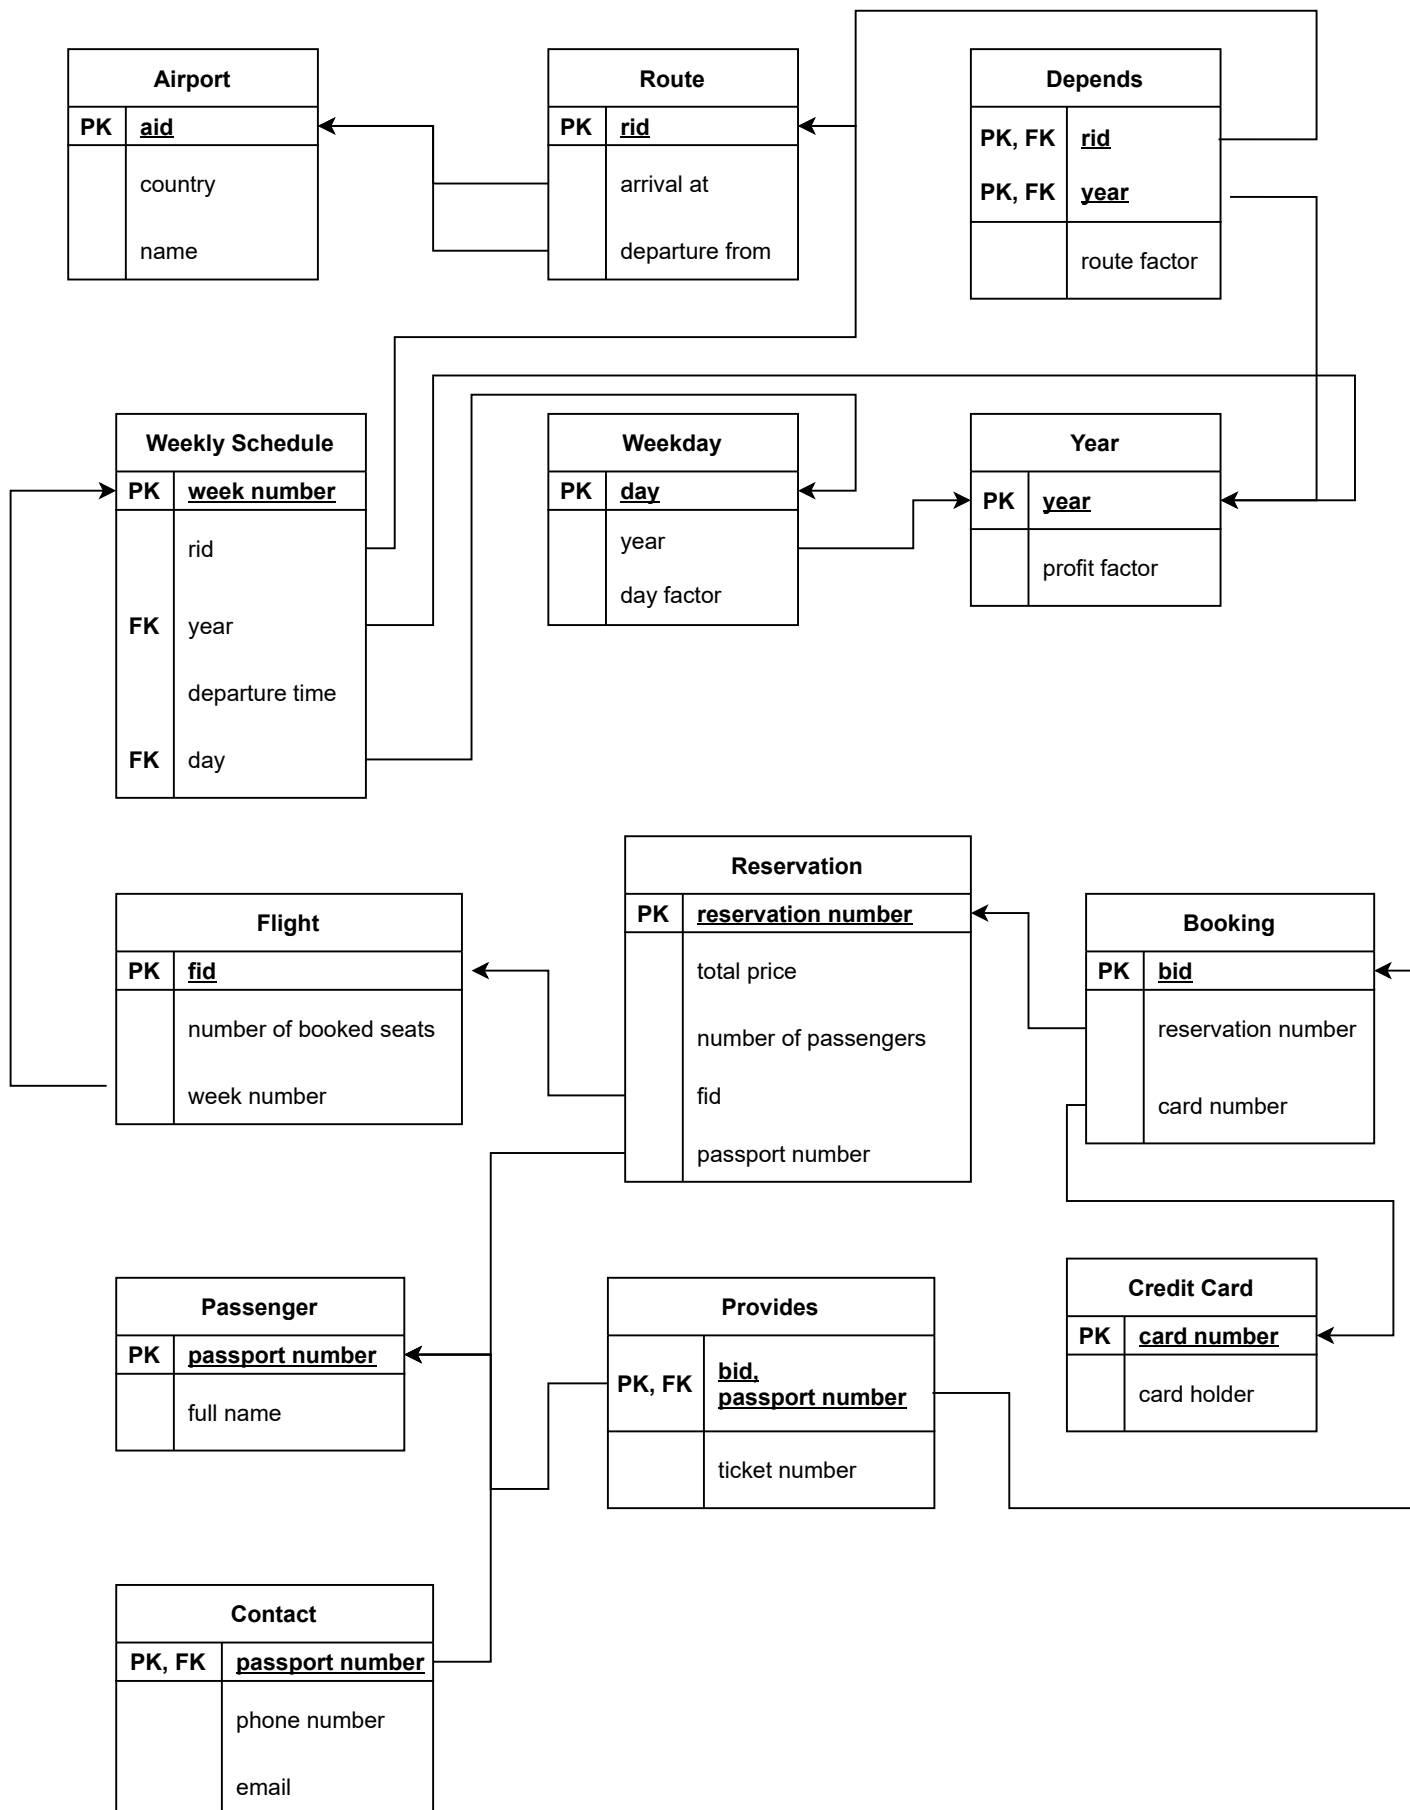 Airport
PK aid
country
name
Route
PK rid
arrival at
departure from
Depends
PK, FK rid
PK, FK year
route factor
Weekly Schedule
PK week number
rid
FK year
departure time
FK day
Weekday
PK day
year
day factor
Year
PK year
profit factor
Flight
PK fid
number of booked seats
week number
Reservation
PK reservation number
total price
number of passengers
fid
passport number
Booking
PK bid
reservation number
card number
Passenger
PK passport number
full name
Provides
PK, FK bid,
passport number
ticket number
Credit Card
PK card number
card holder
Contact
PK, FK passport number
phone number
email